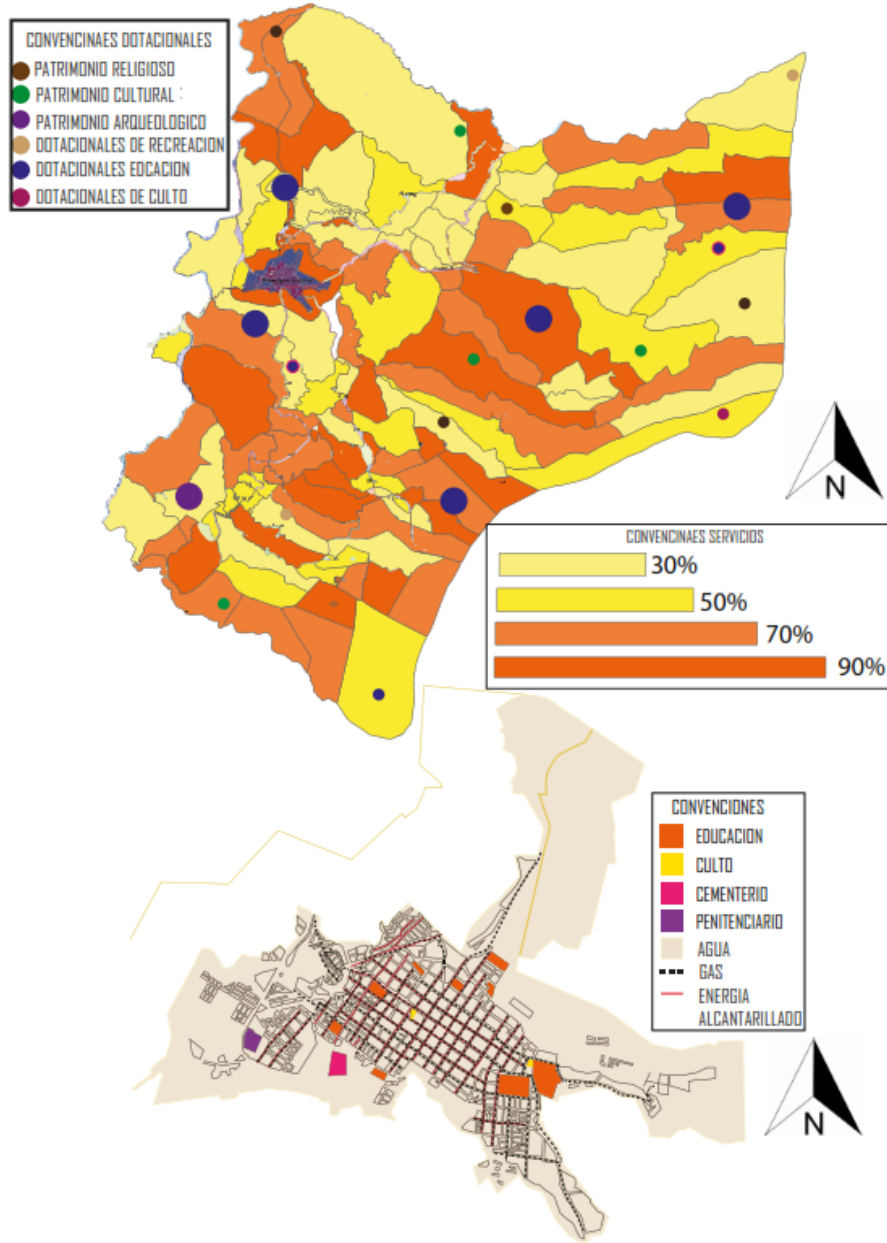 CONVENCINAES DOTACIONALES
PATRIMONIO RELIGIOSO
PATRIMONIO CULTURAL :
PATRIMONIO ARQUEOLOGICO
DOTACIONALES DE RECREACION
DOTACIONALES EDCACION
DOTACIONALES DE CULTO
N
CONVENCINAES SERVICIOS
30%
50%
70%
90%
CONVENCIONES
EDUCACION
CULTO
CEMENTERIO
PENITENCIARIO
AGUA
GAS
ENERGIA
ALCANTARILLADO
N